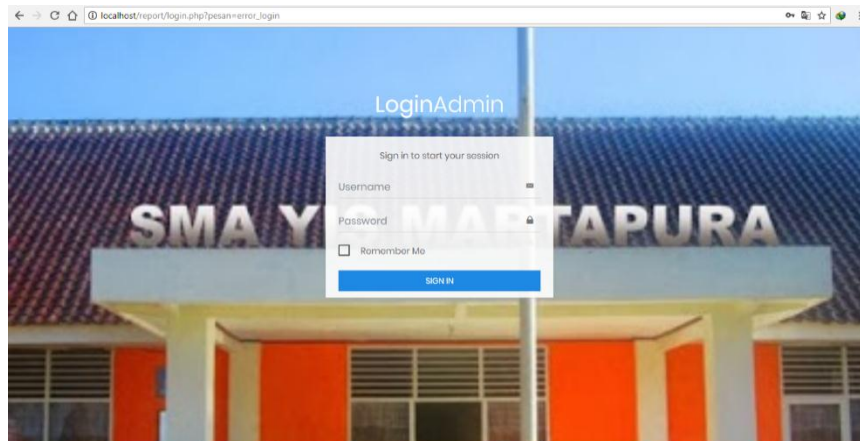 localhost/report/login.php?pesan=error_login
LoginAdmin
Sign in to start your session
Username
Password
Remember Me
SIGN IN
SMA MARTAPURA